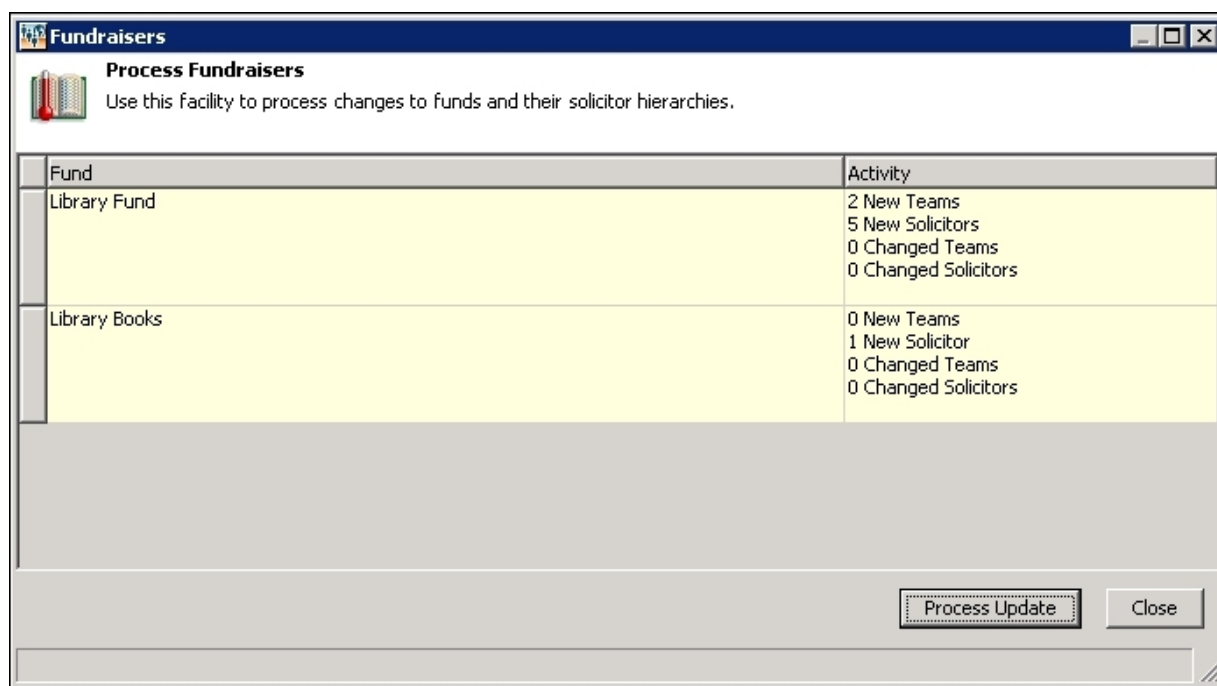 Fundraisers
Process Fundraisers
Use this facility to process changes to funds and their solicitor hierarchies.
Fund Activity
Library Fund 2 New Teams
5 New Solicitors
0 Changed Teams
0 Changed Solicitors
Library Books 0 New Teams
1 New Solicitor
0 Changed Teams
0 Changed Solicitors
Process Update Close